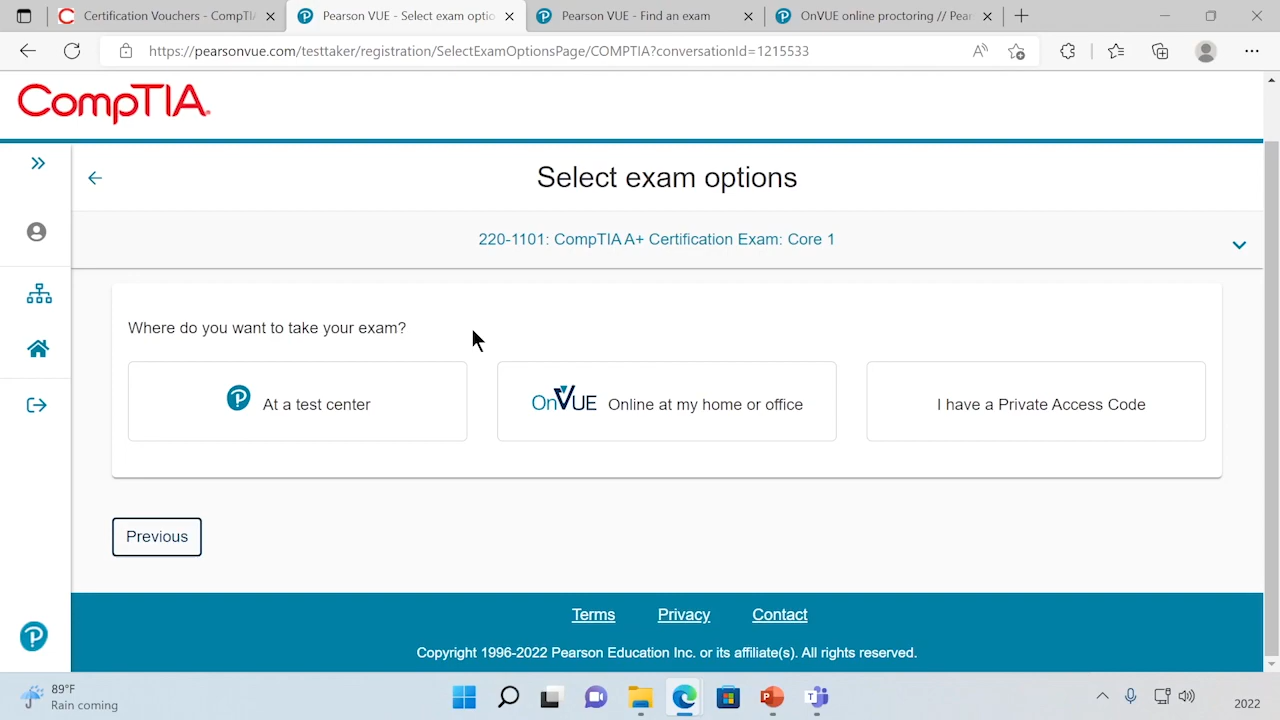 Certification Vouchers - CompTI/
Pearson VUE - Select exam optio
Pearson VUE - Find an exam
OnVUE online proctoring // Pear
https://pearsonvue.com/testtaker/registration/SelectExamOptionsPage/COMPTIA?conversationId=1215533
CompTIA.
Select exam options
220-1101: CompTIA A+ Certification Exam: Core 1
Where do you want to take your exam?
At a test center
OnVUE Online at my home or office
I have a Private Access Code
Previous
Terms Privacy Contact
Copyright 1996-2022 Pearson Education Inc. or its affiliate(s). All rights reserved.
89°F
Rain coming
2022